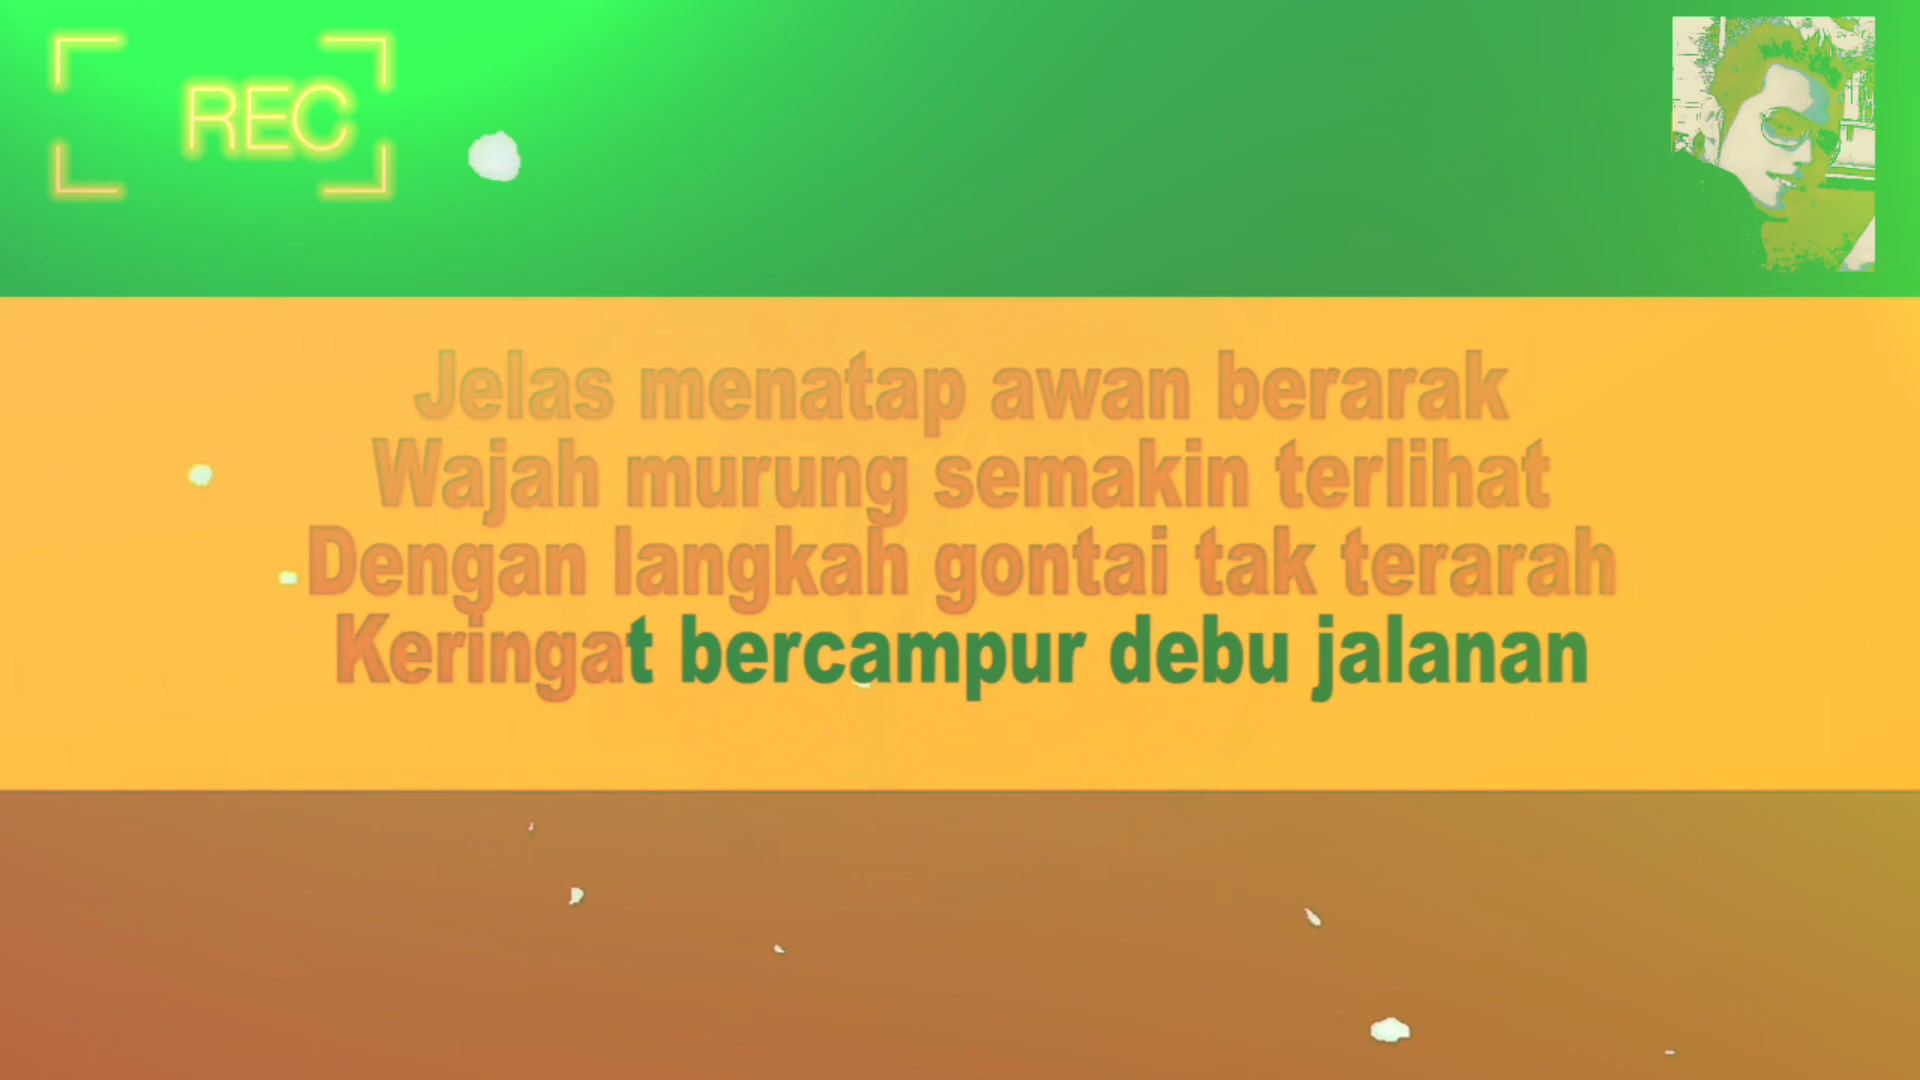 REC
Jelas menatap awan berarak
Wajah murung semakin terlihat
Dengan langkah gontai tak terarah
Keringat bercampur debu jalanan